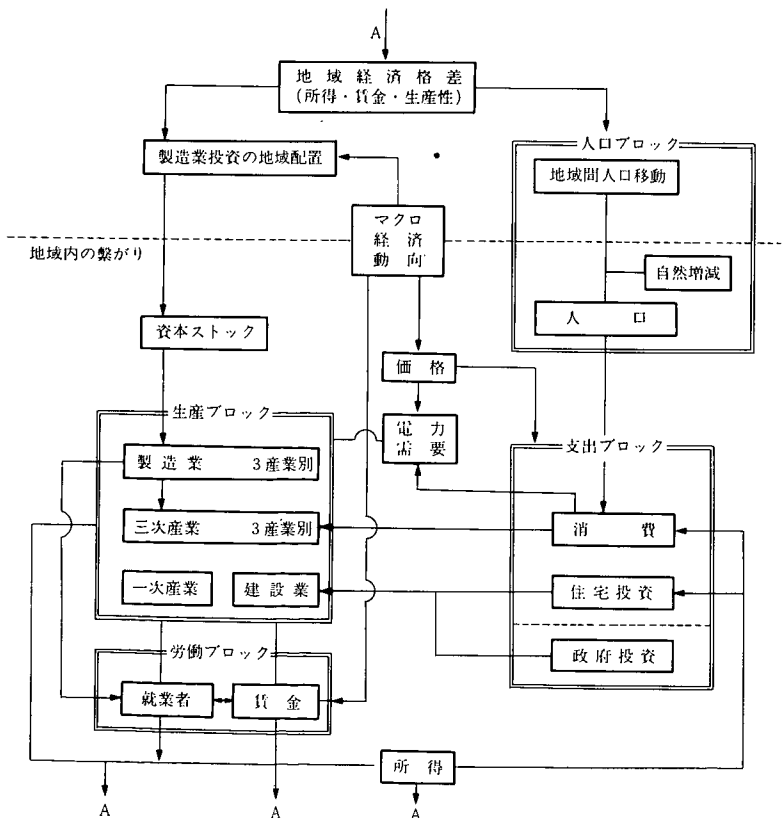 A
地域経済格差
(所得・賃金・生産性)
製造業投資の地域配置
人口ブロック
地域間人口移動
マクロ
経済
動向
地域内の繋がり
自然増減
人口
資本ストック
価格
生産ブロック
電力
需要
支出ブロック
製造業 3産業別
三次産業 3産業別
消費
一次産業
建設業
住宅投資
政府投資
労働ブロック
就業者
賃金
所得
A
A
A